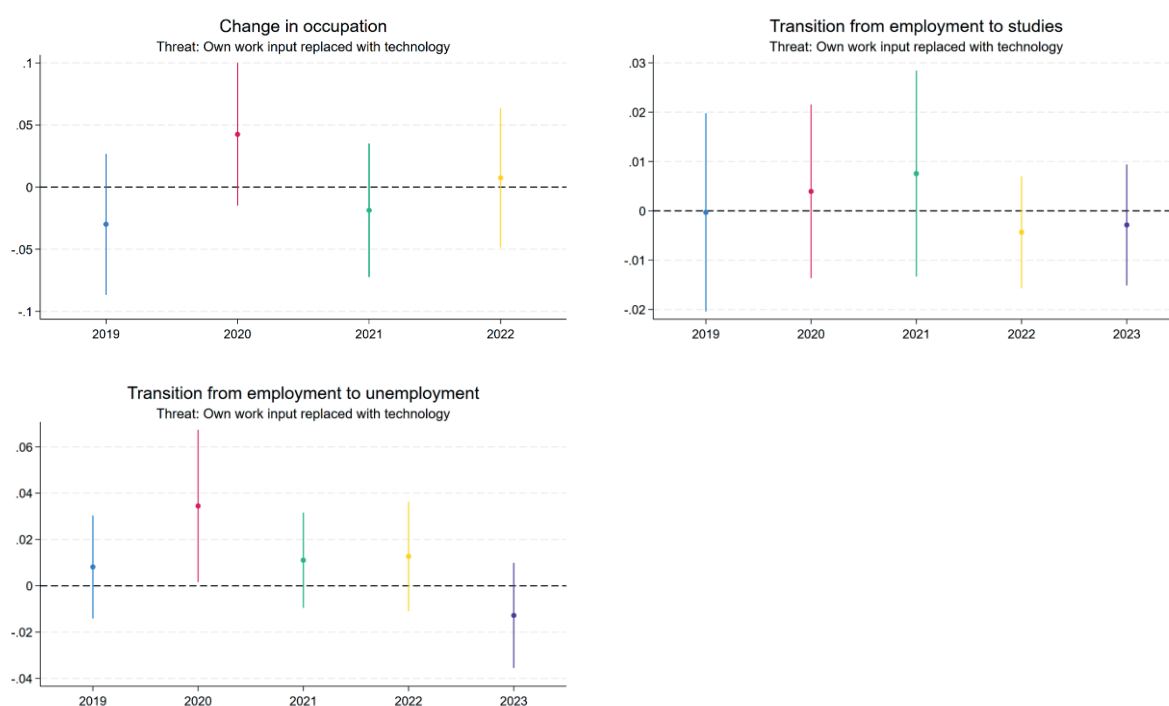 Change in occupation
Threat: Own work input replaced with technology
.1
.05
0
-.05
-.1
2019 2020 2021 2022
Transition from employment to studies
Threat: Own work input replaced with technology
.03
.02
.01
0
-.01
-.02
2019 2020 2021 2022 2023
Transition from employment to unemployment
Threat: Own work input replaced with technology
.06
.04
.02
0
-.02
-.04
2019 2020 2021 2022 2023